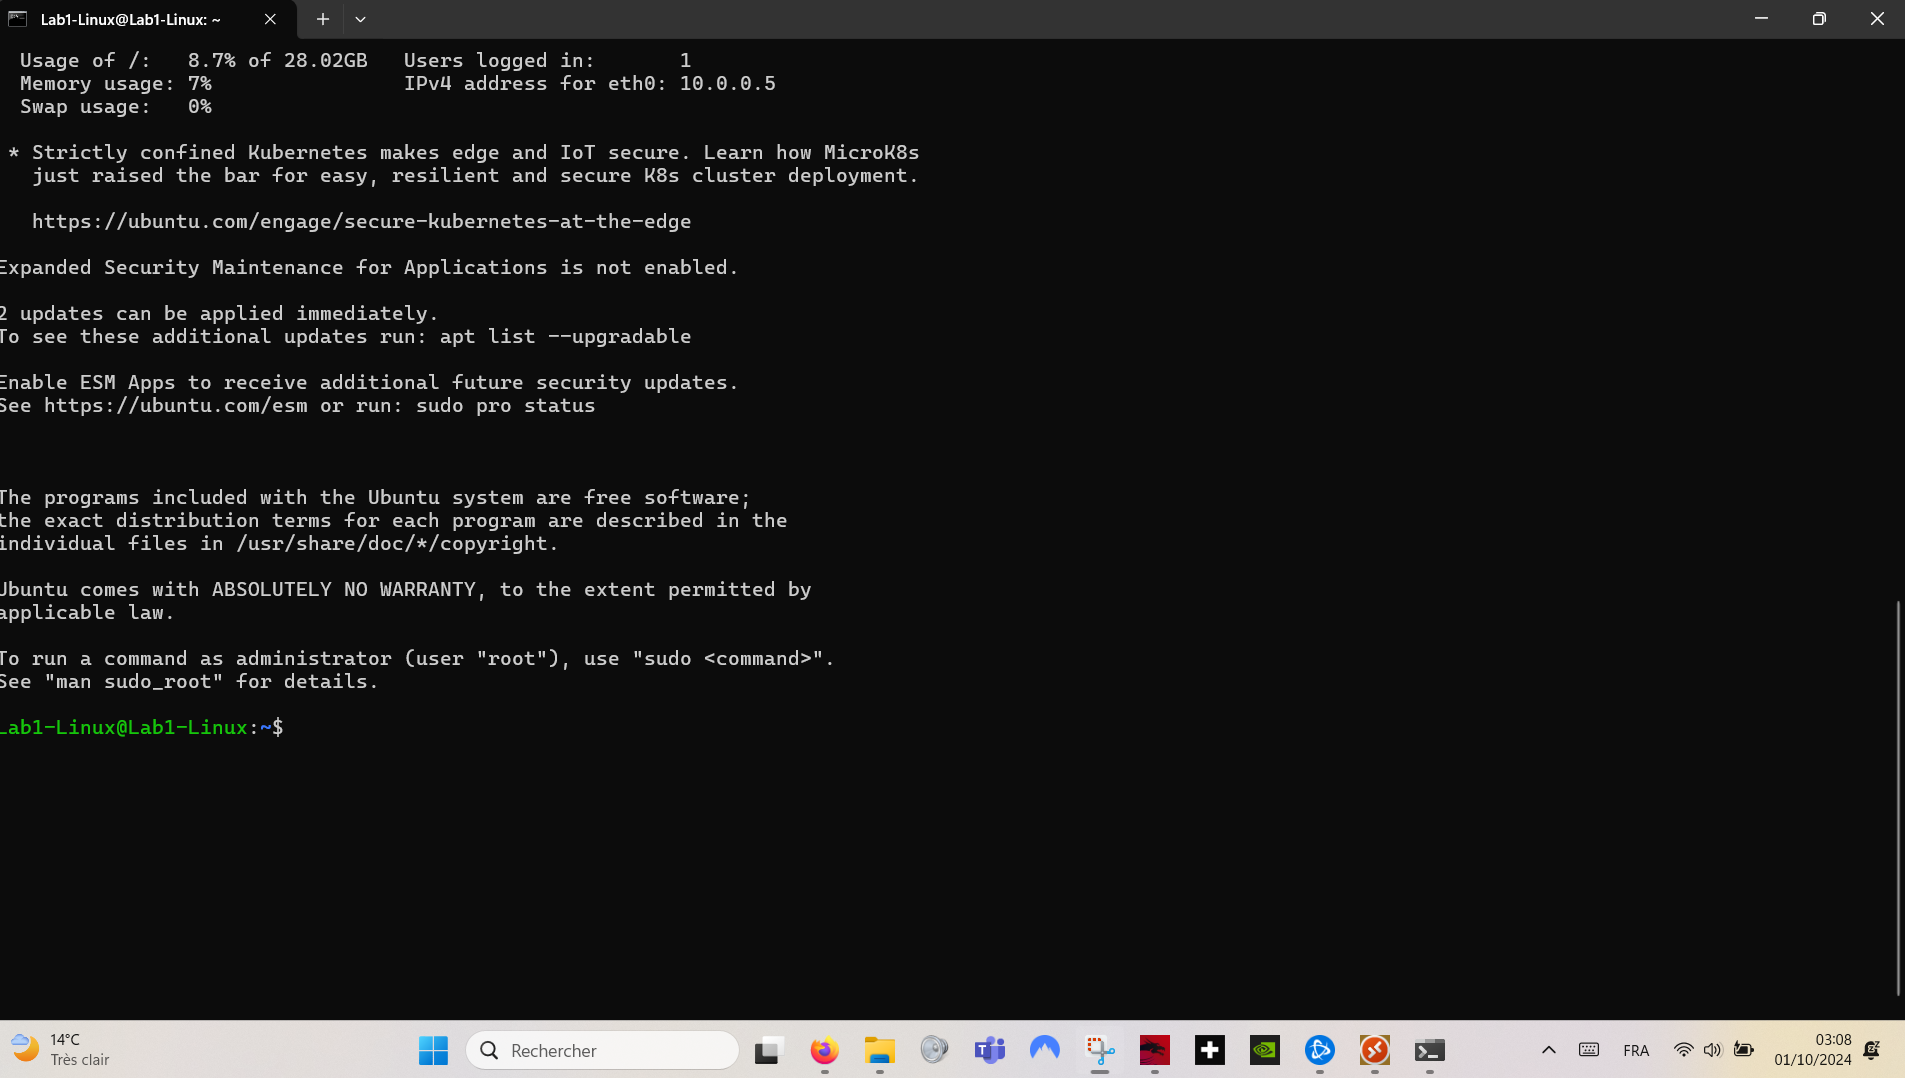 Lab1-Linux@Lab1-Linux: ~
Usage of /:   8.7% of 28.02GB   Users logged in:       1
Memory usage: 7%                IPv4 address for eth0: 10.0.0.5
Swap usage:   0%
* Strictly confined Kubernetes makes edge and IoT secure. Learn how MicroK8s
just raised the bar for easy, resilient and secure K8s cluster deployment.
https://ubuntu.com/engage/secure-kubernetes-at-the-edge
Expanded Security Maintenance for Applications is not enabled.
2 updates can be applied immediately.
To see these additional updates run: apt list --upgradable
Enable ESM Apps to receive additional future security updates.
See https://ubuntu.com/esm or run: sudo pro status
The programs included with the Ubuntu system are free software;
the exact distribution terms for each program are described in the
individual files in /usr/share/doc/*/copyright.
Ubuntu comes with ABSOLUTELY NO WARRANTY, to the extent permitted by
applicable law.
To run a command as administrator (user "root"), use "sudo <command>".
See "man sudo_root" for details.
Lab1-Linux@Lab1-Linux:~$
14°C
Très clair
Rechercher
FRA
03:08
01/10/2024